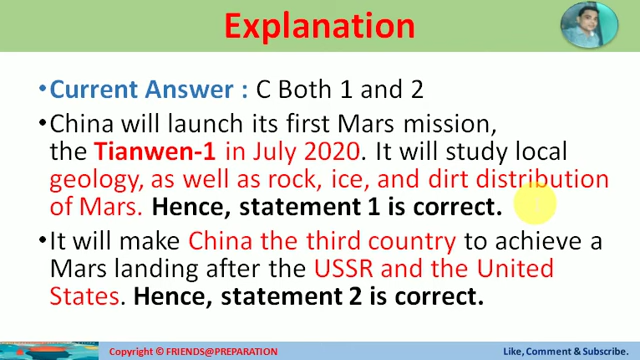 Explanation
•Current Answer : C Both 1 and 2
•China will launch its first Mars mission,
the Tianwen-1 in July 2020. It will study local
geology, as well as rock, ice, and dirt distribution
of Mars. Hence, statement 1 is correct.
•It will make China the third country to achieve a
Mars landing after the USSR and the United
States. Hence, statement 2 is correct.
Copyright © FRIENDS@PREPARATION
Like, Comment & Subscribe.